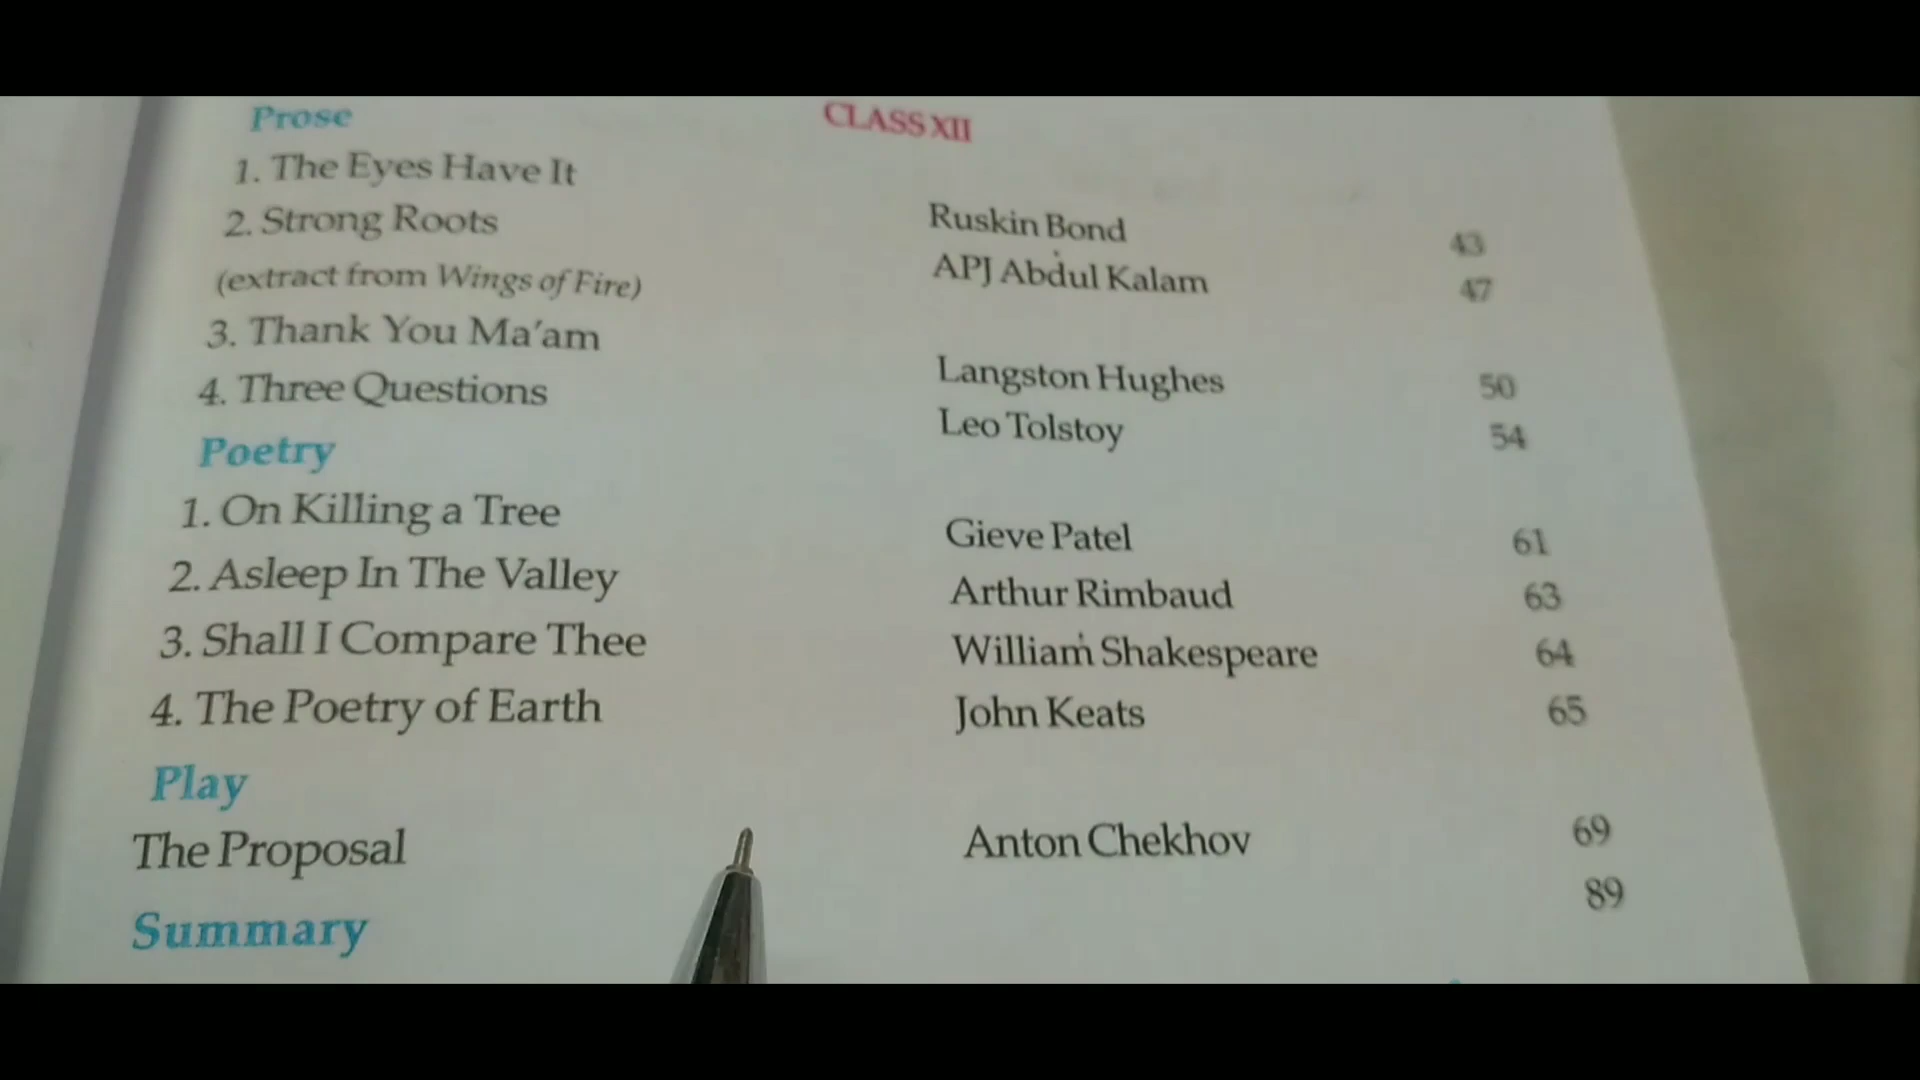 CLASS XII
Prose
1. The Eyes Have It Ruskin Bond 43
2. Strong Roots APJ Abdul Kalam 47
(extract from Wings of Fire)
3. Thank You Ma'am Langston Hughes 50
4. Three Questions Leo Tolstoy 54
Poetry
1. On Killing a Tree Gieve Patel 61
2. Asleep In The Valley Arthur Rimbaud 63
3. Shall I Compare Thee William Shakespeare 64
4. The Poetry of Earth John Keats 65
Play
The Proposal Anton Chekhov 69
Summary 89